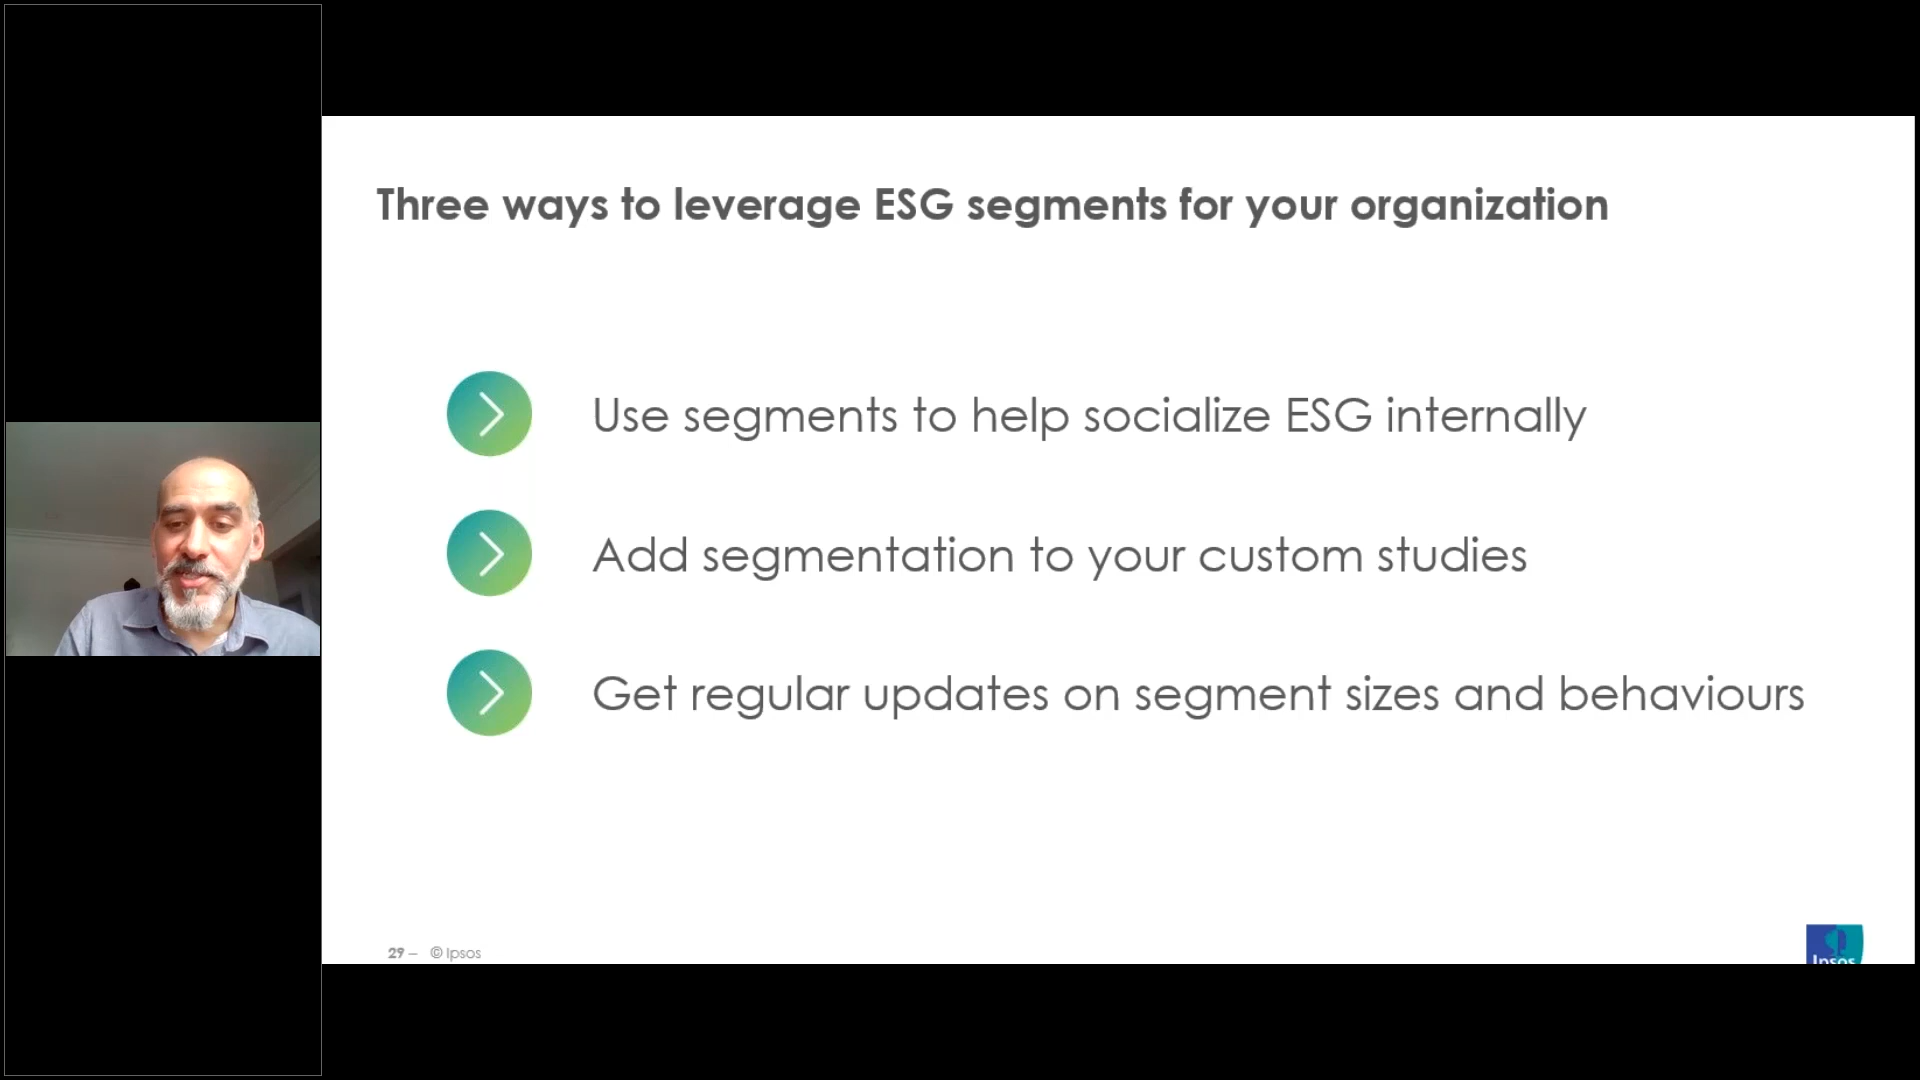 Three ways to leverage ESG segments for your organization
Use segments to help socialize ESG internally
Add segmentation to your custom studies
Get regular updates on segment sizes and behaviours
29 – © Ipsos
Ipsos